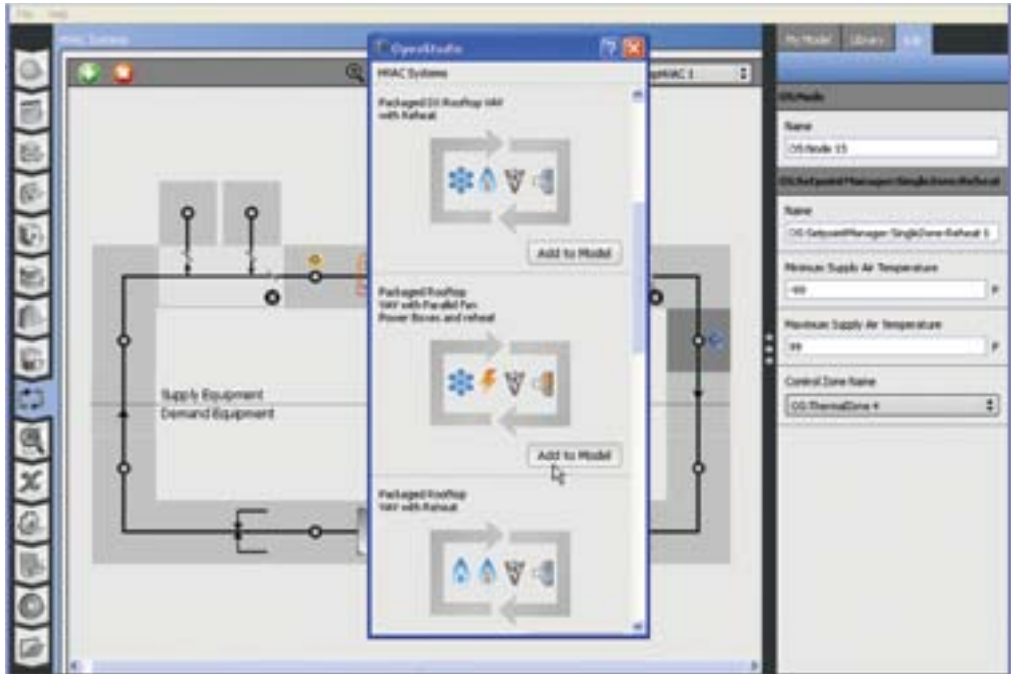 File Help
HVAC Systems
OpenStudio
HVAC Systems
Packaged DX Rooftop VAV
with Reheat
Add to Model
Packaged Rooftop
VAV with Parallel Fan
Power Boxes and reheat
Add to Model
Packaged Rooftop
VAV with Reheat
Supply Equipment
Demand Equipment
My Model Library Edit
OS:Node
Name
OS:Node 15
OS:SetpointManager:SingleZone:Reheat
Name
OS:SetpointManager:SingleZone:Reheat 1
Minimum Supply Air Temperature
-99 F
Maximum Supply Air Temperature
99 F
Control Zone Name
OS:ThermalZone 4